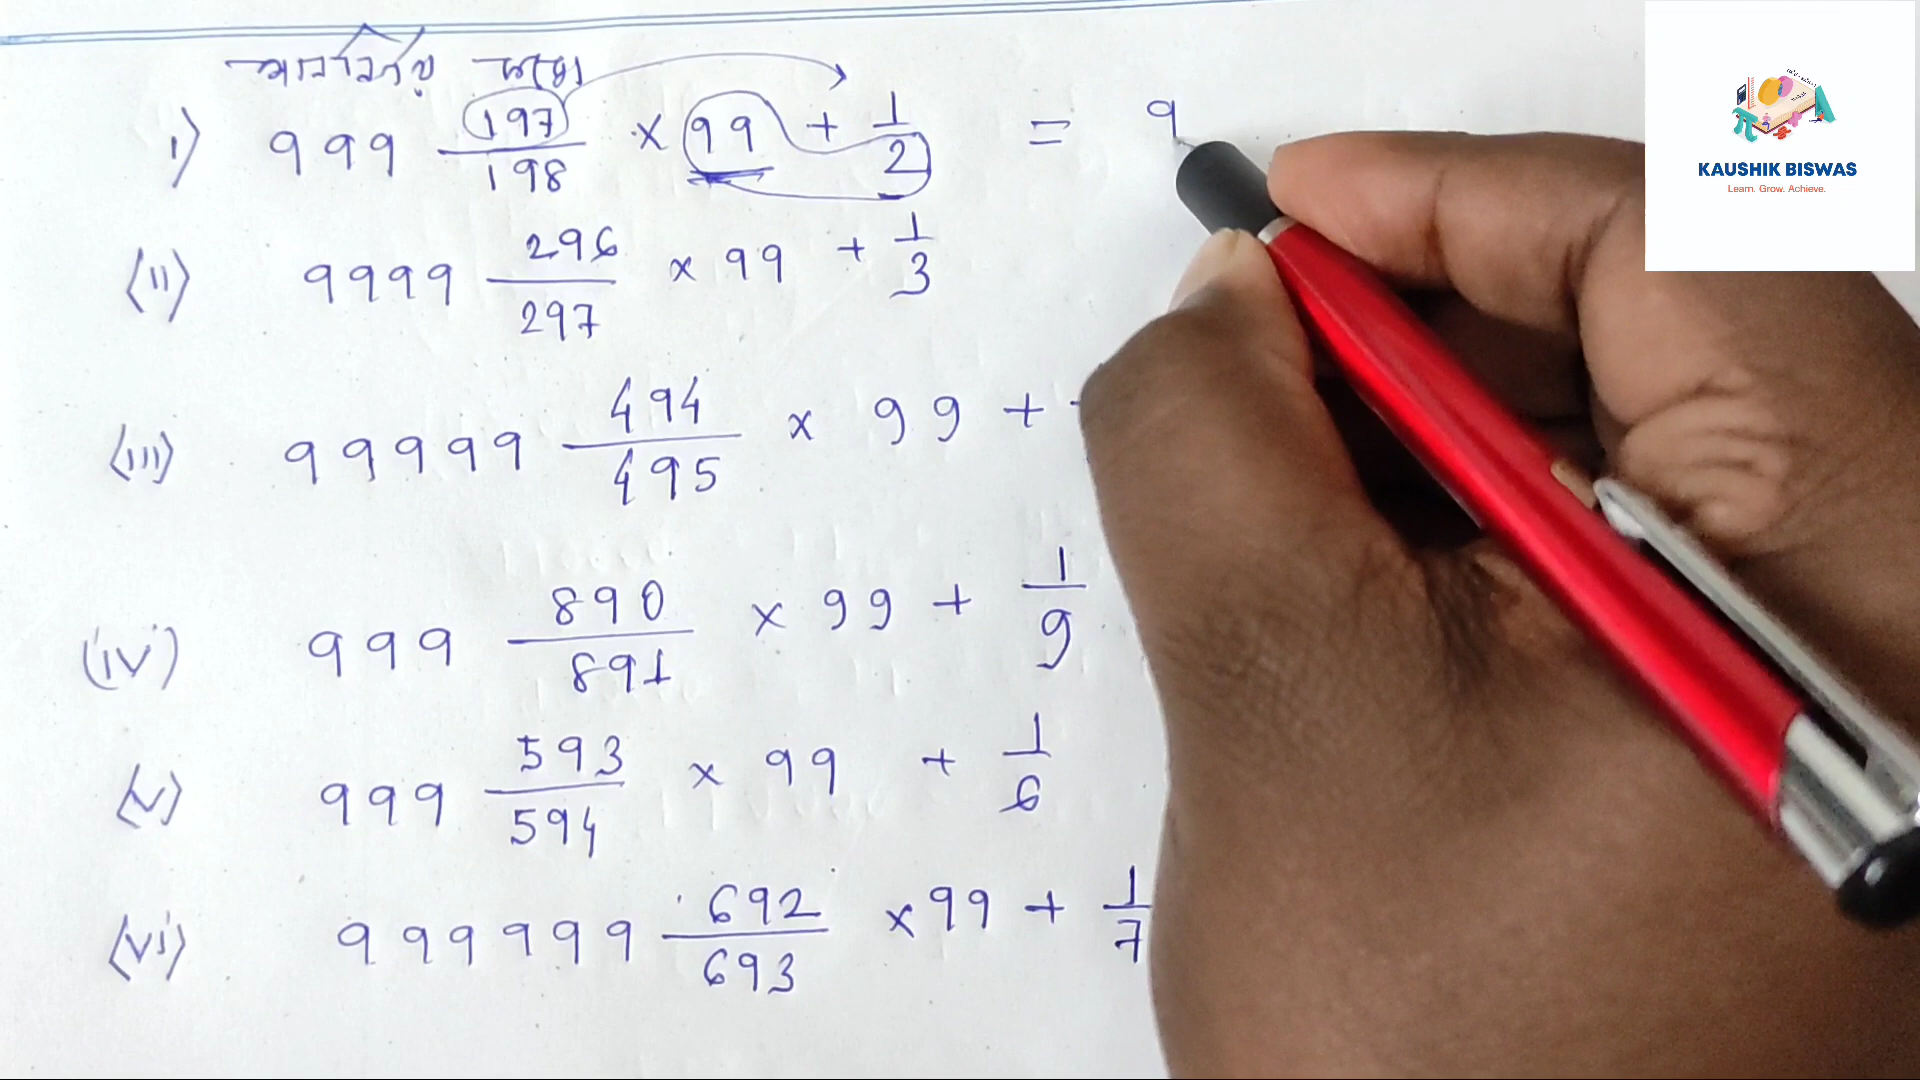 i) 999 197/198 × 99 + 1/2 = 9
(ii) 9999 296/297 × 99 + 1/3
(iii) 99999 494/495 × 99 +
(iv) 999 890/891 × 99 + 1/9
(v) 999 593/594 × 99 + 1/6
(vi) 999999 692/693 × 99 + 1/7
KAUSHIK BISWAS
Learn. Grow. Achieve.